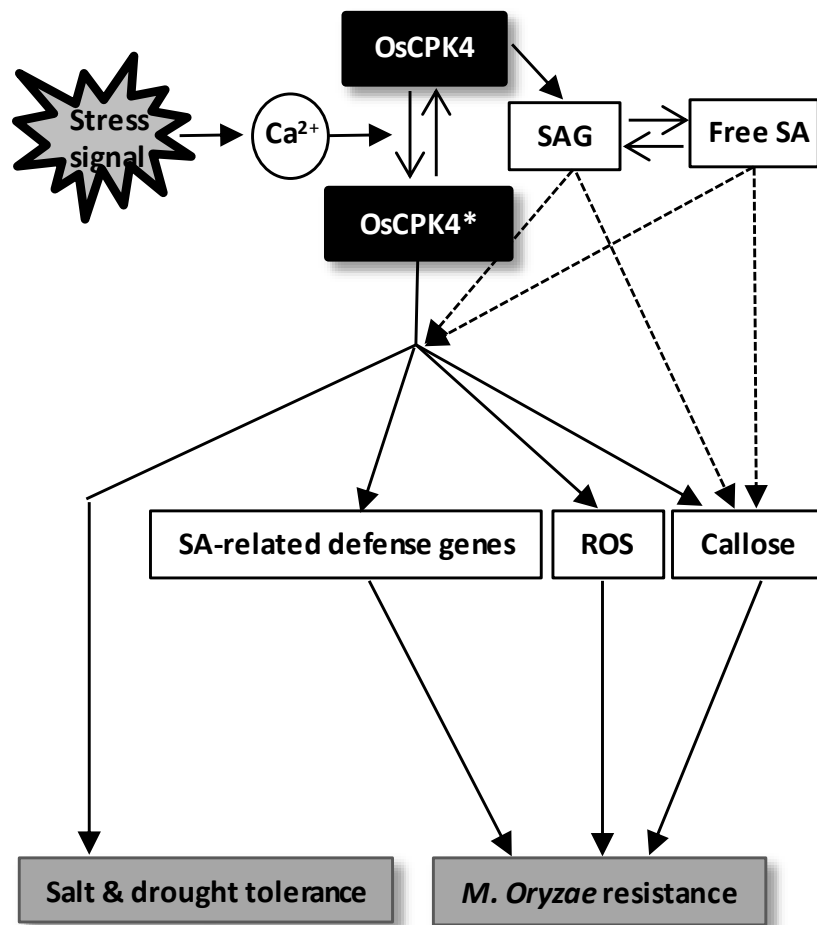 OsCPK4
Stress
signal
Ca²⁺
SAG
Free SA
OsCPK4*
SA-related defense genes
ROS
Callose
Salt & drought tolerance
M. Oryzae resistance